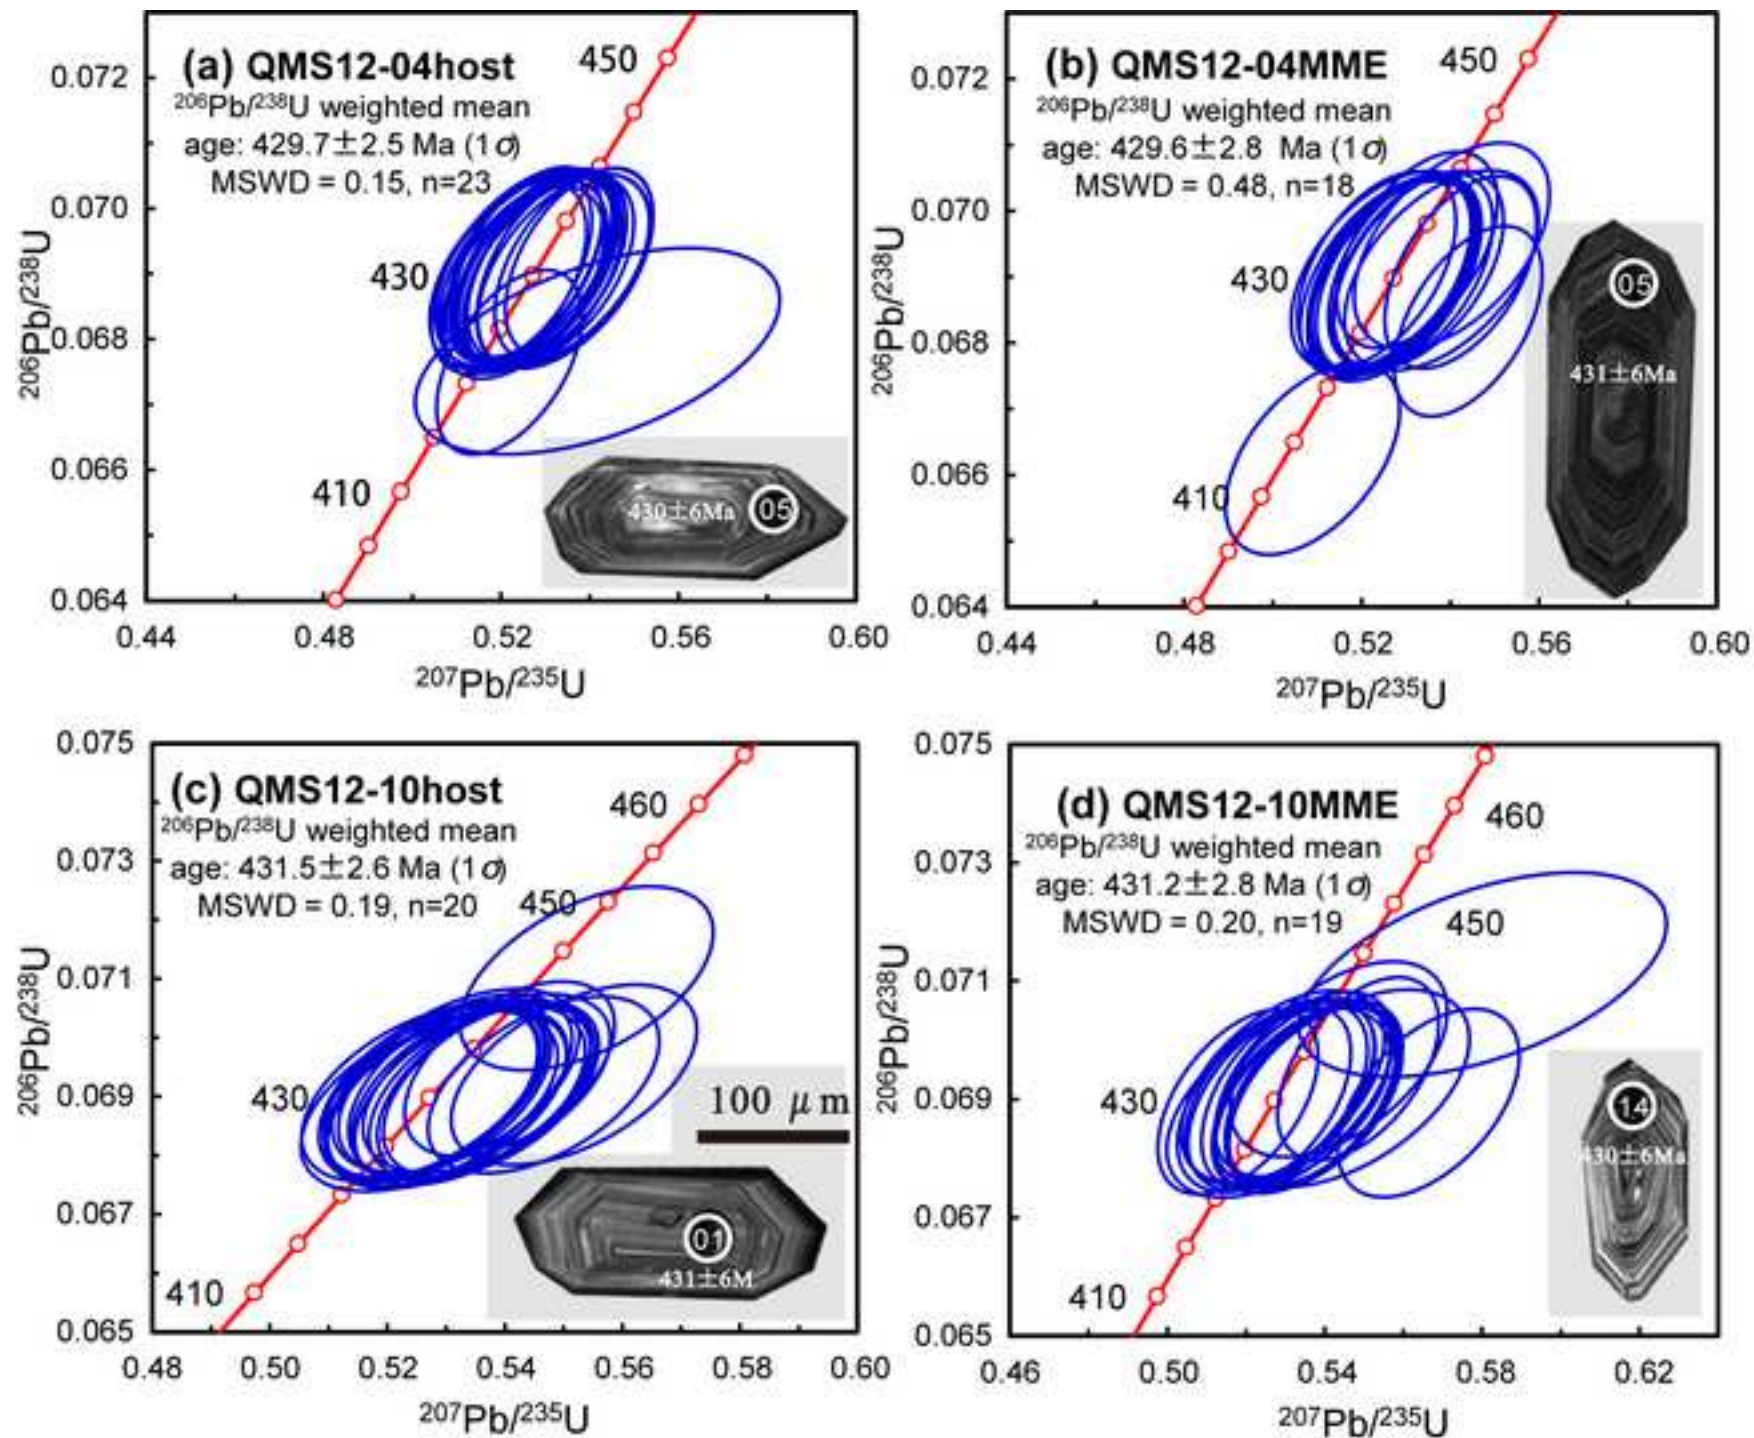 (a) QMS12-04host
206Pb/238U weighted mean
age: 429.7±2.5 Ma (1σ)
MSWD = 0.15, n=23
450
430
410
0.072
0.070
0.068
0.066
0.064
206Pb/238U
430±6Ma
05
0.44 0.48 0.52 0.56 0.60
207Pb/235U
(b) QMS12-04MME
206Pb/238U weighted mean
age: 429.6±2.8 Ma (1σ)
MSWD = 0.48, n=18
450
430
410
0.072
0.070
0.068
0.066
0.064
206Pb/238U
05
431±6Ma
0.44 0.48 0.52 0.56 0.60
207Pb/235U
(c) QMS12-10host
206Pb/238U weighted mean
age: 431.5±2.6 Ma (1σ)
MSWD = 0.19, n=20
460
450
430
410
0.075
0.073
0.071
0.069
0.067
0.065
206Pb/238U
100 μm
01
431±6M
0.48 0.50 0.52 0.54 0.56 0.58 0.60
207Pb/235U
(d) QMS12-10MME
206Pb/238U weighted mean
age: 431.2±2.8 Ma (1σ)
MSWD = 0.20, n=19
460
450
430
410
0.075
0.073
0.071
0.069
0.067
0.065
206Pb/238U
14
430±6Ma
0.46 0.50 0.54 0.58 0.62
207Pb/235U